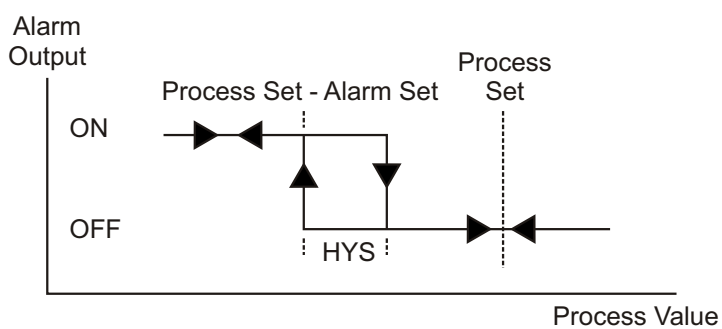 Alarm
Output
Process
Set
Process Set - Alarm Set
ON
OFF
HYS
Process Value